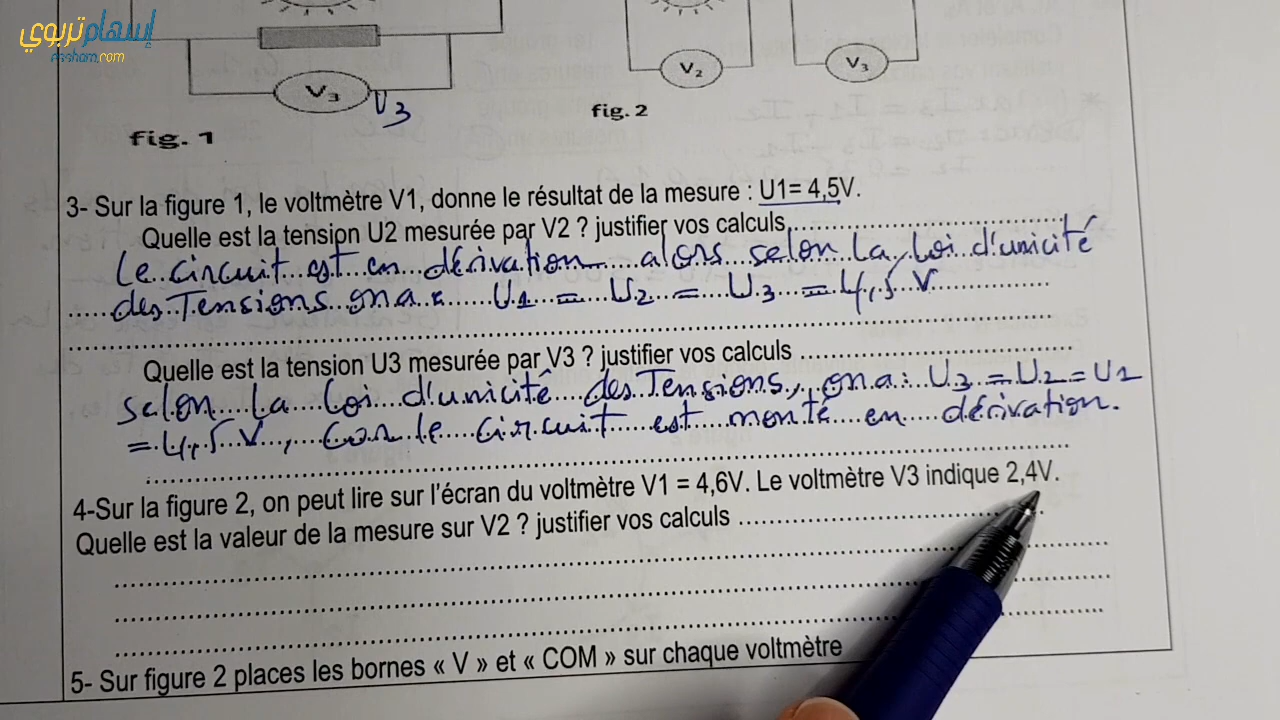 إسهام تربوي
Assham.com
V3
V3
V2
V3
fig. 1
fig. 2
3- Sur la figure 1, le voltmètre V1, donne le résultat de la mesure : U1= 4,5V.
Quelle est la tension U2 mesurée par V2 ? justifier vos calculs
Le circuit est en dérivation alors selon la loi d'unicité
des Tensions on a : U1 = U2 = U3 = 4,5 V
Quelle est la tension U3 mesurée par V3 ? justifier vos calculs
selon la loi d'unicité des Tensions, on a : U3 = U2 = U1
= 4,5 V, car le circuit est monté en dérivation.
4-Sur la figure 2, on peut lire sur l'écran du voltmètre V1 = 4,6V. Le voltmètre V3 indique 2,4V.
Quelle est la valeur de la mesure sur V2 ? justifier vos calculs
5- Sur figure 2 places les bornes « V » et « COM » sur chaque voltmètre